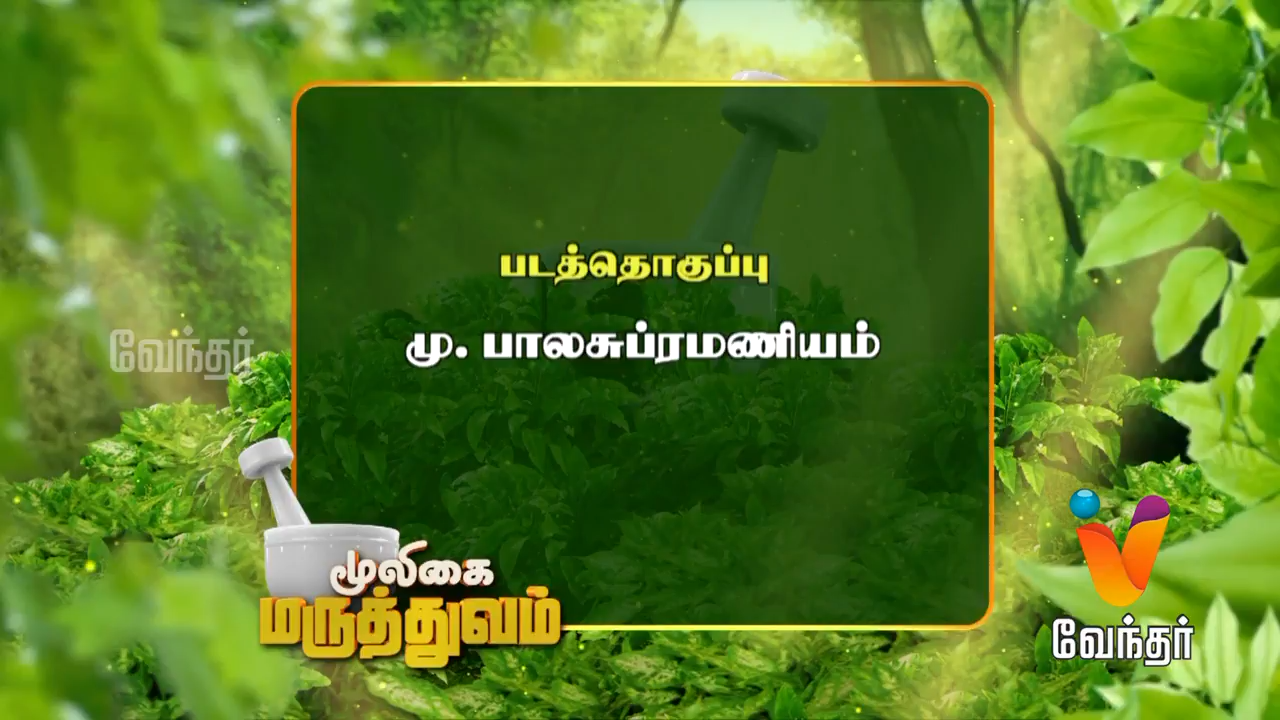 படத்தொகுப்பு
மு. பாலசுப்ரமணியம்
வேந்தர்
மூலிகை
மருத்துவம்
வேந்தர்